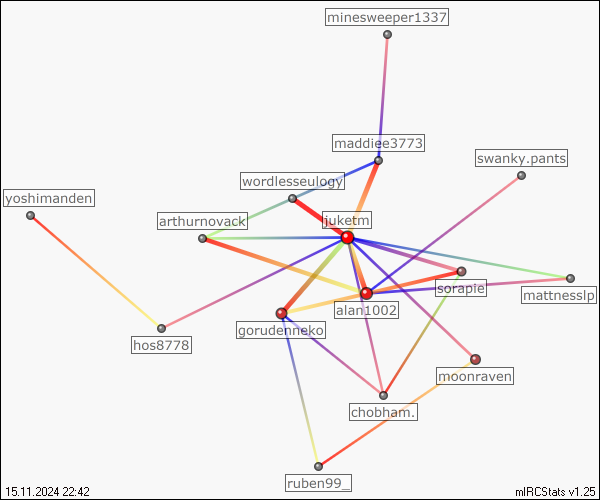 minesweeper1337
maddiee3773
swanky.pants
wordlesseulogy
yoshimanden
arthurnovack
juketm
sorapie
mattnesslp
alan1002
gorudenneko
hos8778
moonraven
chobham.
ruben99_
15.11.2024 22:42
mIRCStats v1.25